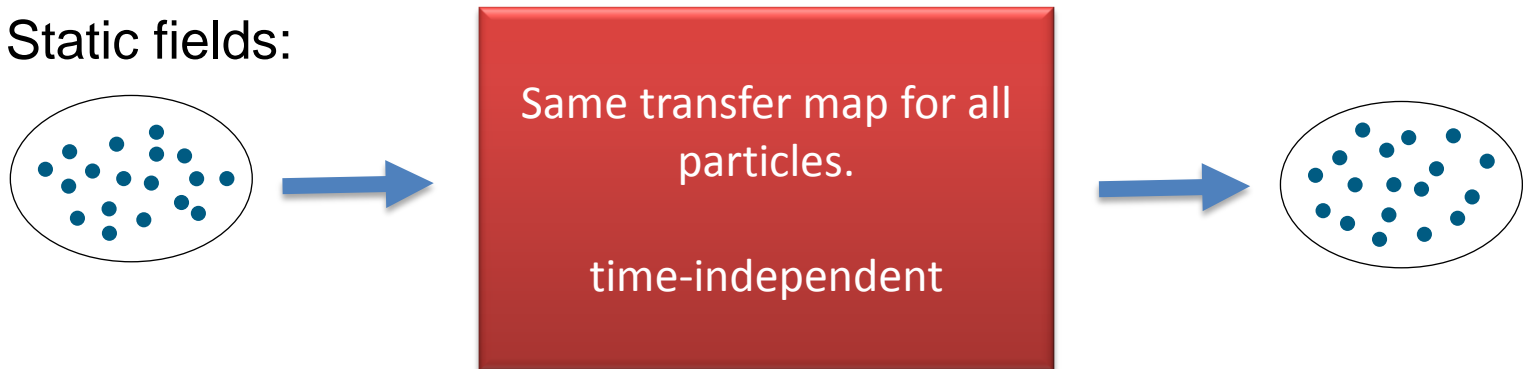 Static fields:
Same transfer map for all
particles.
time-independent